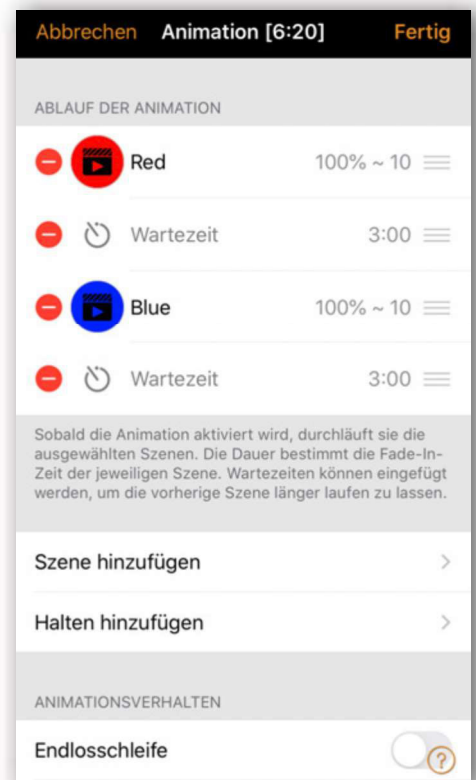 Abbrechen Animation [6:20] Fertig
ABLAUF DER ANIMATION
Red 100% ~ 10
Wartezeit 3:00
Blue 100% ~ 10
Wartezeit 3:00
Sobald die Animation aktiviert wird, durchläuft sie die
ausgewählten Szenen. Die Dauer bestimmt die Fade-In-
Zeit der jeweiligen Szene. Wartezeiten können eingefügt
werden, um die vorherige Szene länger laufen zu lassen.
Szene hinzufügen
Halten hinzufügen
ANIMATIONSVERHALTEN
Endlosschleife ?